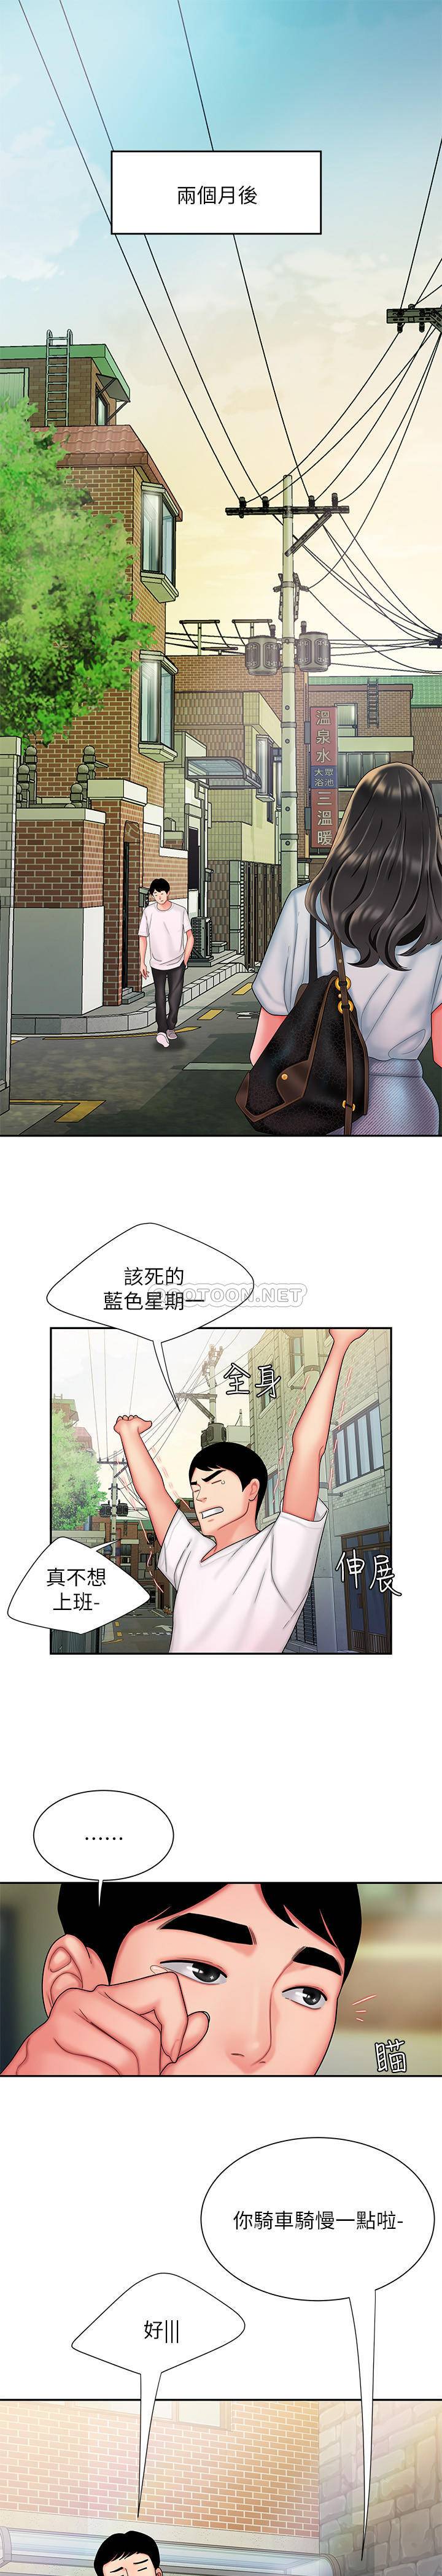 兩個月後
溫泉水
大眾
浴池
三溫暖
該死的
藍色星期一
TOPTOON.NET
全身
伸展
真不想
上班-
......
瞄
你騎車騎慢一點啦-
好|||